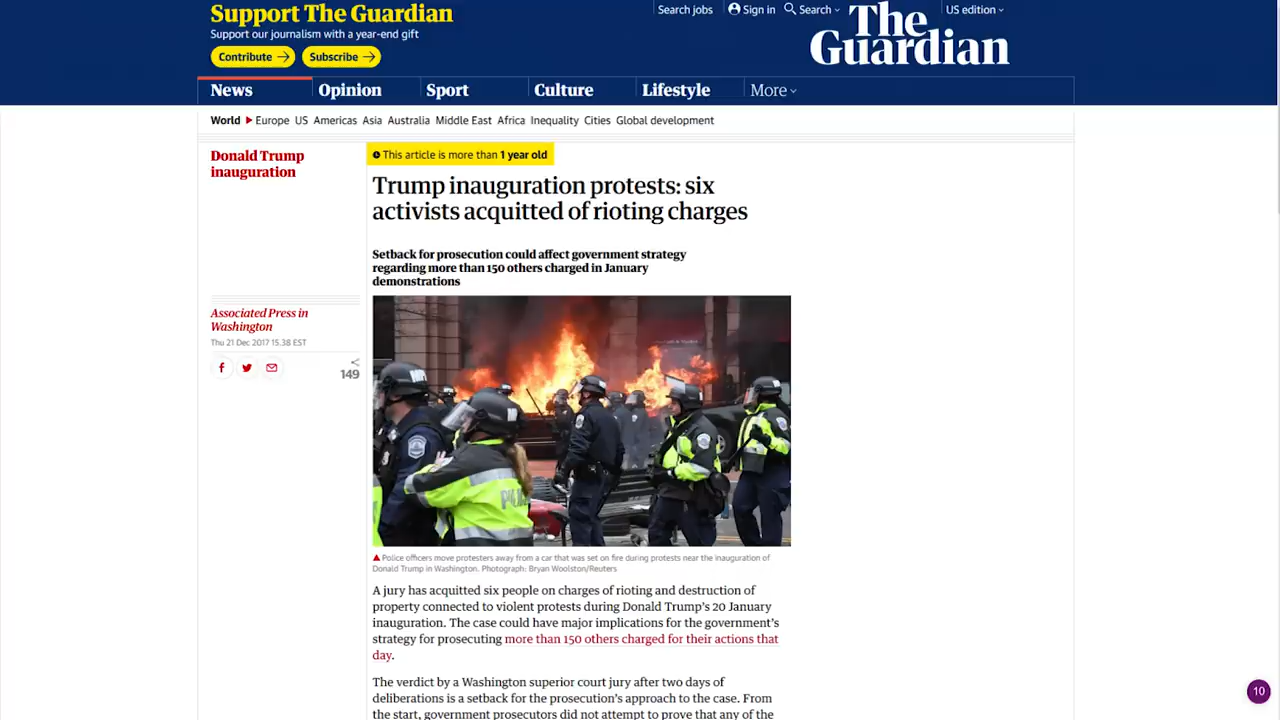 Support The Guardian
Support our journalism with a year-end gift
Contribute
Subscribe
Search jobs
Sign in
Search
US edition
The
Guardian
News
Opinion
Sport
Culture
Lifestyle
More
World
Europe
US
Americas
Asia
Australia
Middle East
Africa
Inequality
Cities
Global development
Donald Trump
inauguration
This article is more than 1 year old
Trump inauguration protests: six
activists acquitted of rioting charges
Setback for prosecution could affect government strategy
regarding more than 150 others charged in January
demonstrations
Associated Press in
Washington
Thu 21 Dec 2017 15.38 EST
149
Police officers move protesters away from a car that was set on fire during protests near the inauguration of
Donald Trump in Washington. Photograph: Bryan Woolston/Reuters
A jury has acquitted six people on charges of rioting and destruction of
property connected to violent protests during Donald Trump's 20 January
inauguration. The case could have major implications for the government's
strategy for prosecuting more than 150 others charged for their actions that
day.
The verdict by a Washington superior court jury after two days of
deliberations is a setback for the prosecution's approach to the case. From
the start, government prosecutors did not attempt to prove that any of the
10